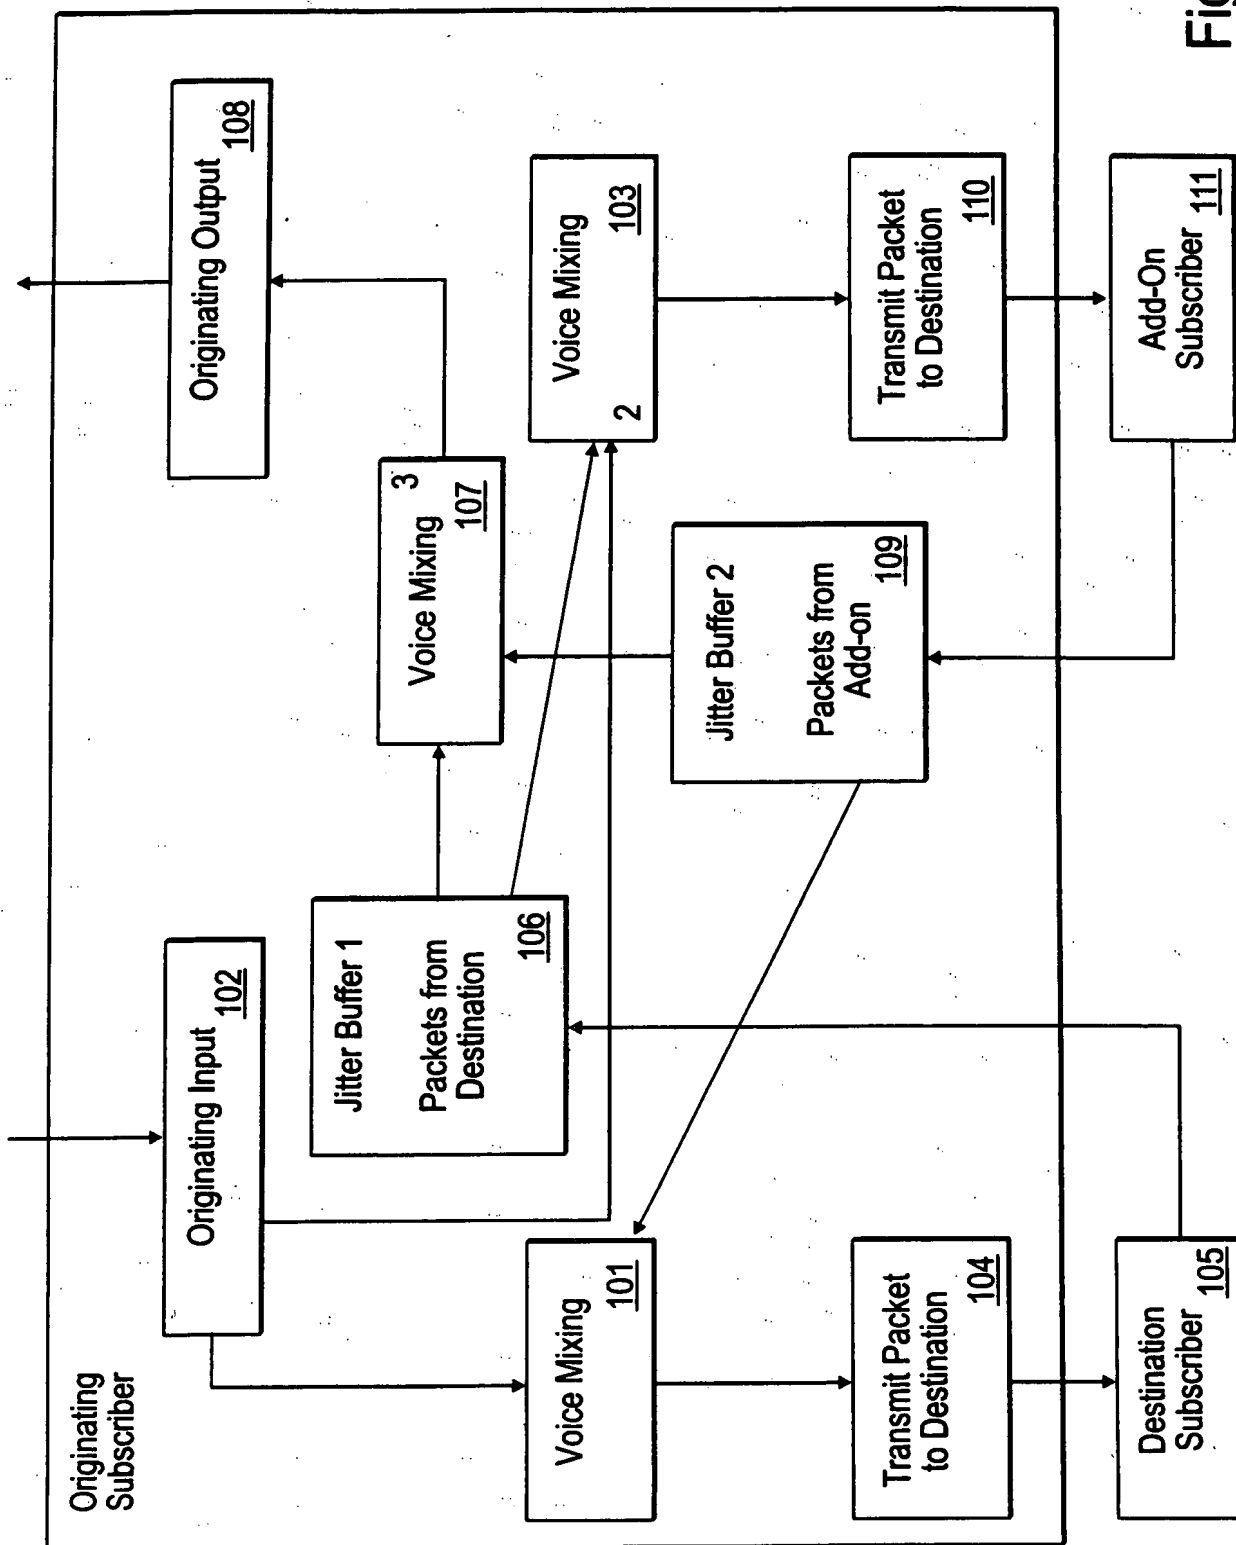 Originating
Subscriber
Originating Input
102
Originating Output
108
Jitter Buffer 1
Packets from
Destination
106
Voice Mixing
3
107
Voice Mixing
101
Voice Mixing
2
103
Jitter Buffer 2
Packets from
Add-on
109
Transmit Packet
to Destination
104
Transmit Packet
to Destination
110
Destination
Subscriber
105
Add-On
Subscriber
111